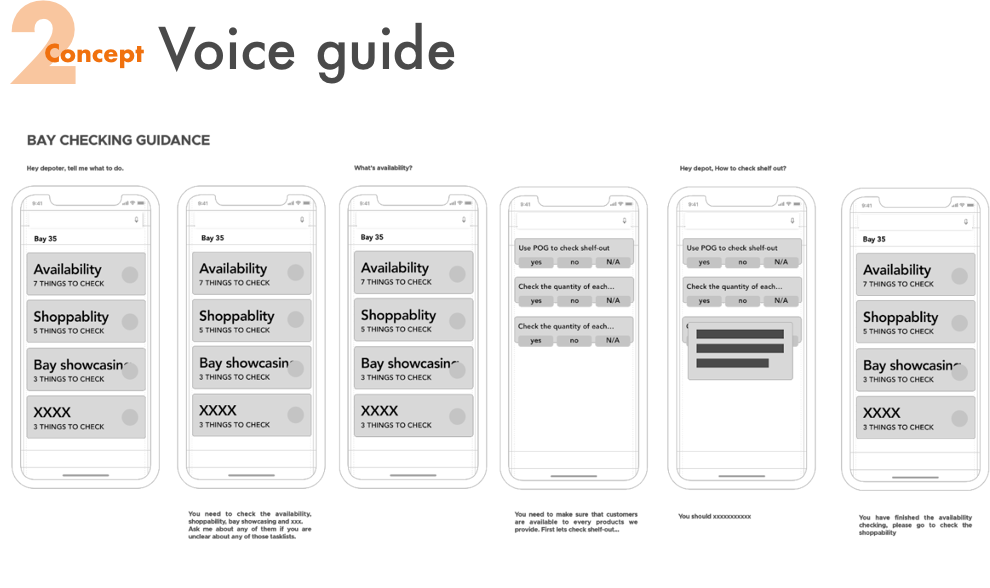 2
Concept
Voice guide
BAY CHECKING GUIDANCE
Hey depoter, tell me what to do.
What's availability?
Hey depot, How to check shelf out?
9:41
Bay 35
Availability
7 THINGS TO CHECK
Shoppablity
5 THINGS TO CHECK
Bay showcasing
3 THINGS TO CHECK
XXXX
3 THINGS TO CHECK
9:41
Bay 35
Availability
7 THINGS TO CHECK
Shoppablity
5 THINGS TO CHECK
Bay showcasing
3 THINGS TO CHECK
XXXX
3 THINGS TO CHECK
You need to check the availability,
shoppability, bay showcasing and xxx.
Ask me about any of them if you are
unclear about any of those tasklists.
9:41
Bay 35
Availability
7 THINGS TO CHECK
Shoppablity
5 THINGS TO CHECK
Bay showcasing
3 THINGS TO CHECK
XXXX
3 THINGS TO CHECK
9:41
Use POG to check shelf-out
yes no N/A
Check the quantity of each...
yes no N/A
Check the quantity of each...
yes no N/A
You need to make sure that customers
are available to every products we
provide. First lets check shelf-out...
9:41
Use POG to check shelf-out
yes no N/A
Check the quantity of each...
yes no N/A
You should xxxxxxxxxxx
9:41
Bay 35
Availability
7 THINGS TO CHECK
Shoppablity
5 THINGS TO CHECK
Bay showcasing
3 THINGS TO CHECK
XXXX
3 THINGS TO CHECK
You have finished the availability
checking, please go to check the
shoppability